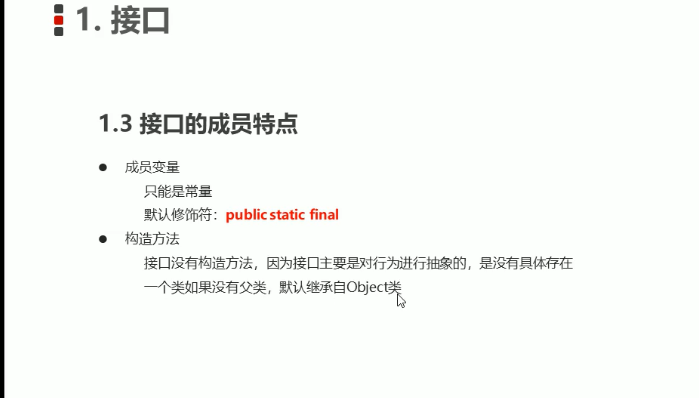 1. 接口
1.3 接口的成员特点
● 成员变量
只能是常量
默认修饰符：public static final
● 构造方法
接口没有构造方法，因为接口主要是对行为进行抽象的，是没有具体存在
一个类如果没有父类，默认继承自Object类